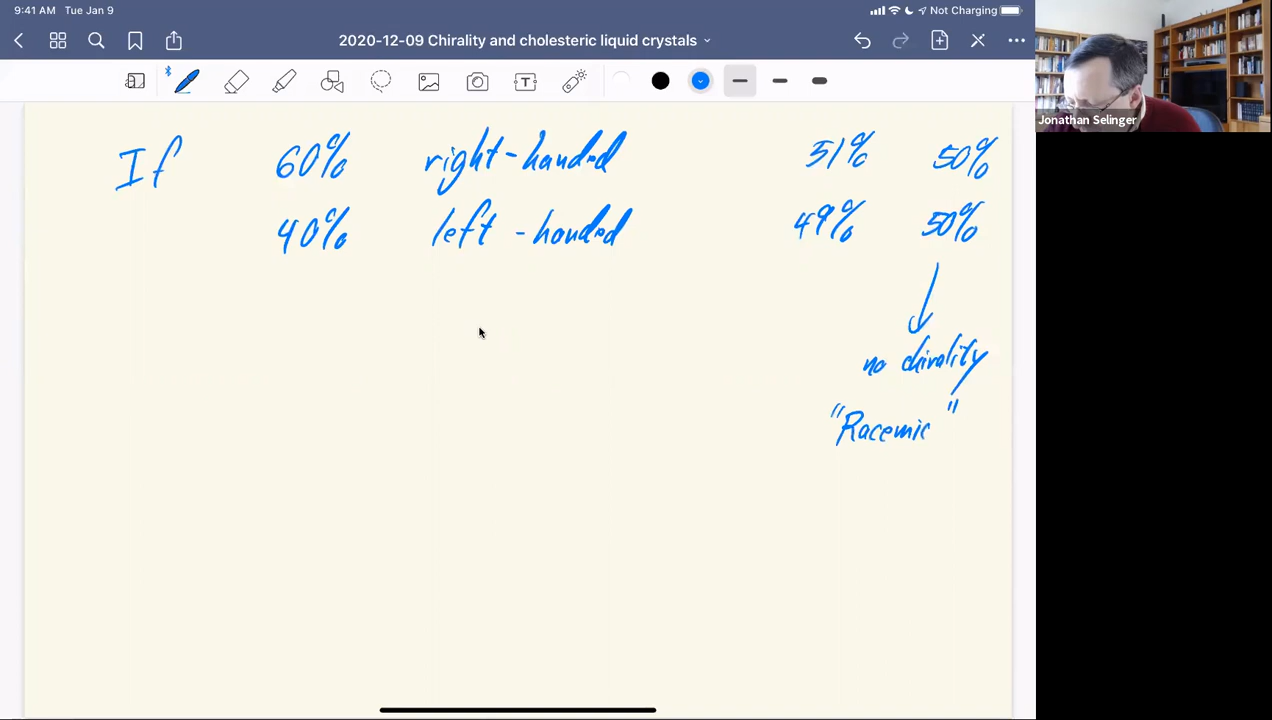 9:41 AM Tue Jan 9
Not Charging
2020-12-09 Chirality and cholesteric liquid crystals
T
Jonathan Selinger
If 60% right-handed 51% 50%
40% left-handed 49% 50%
no chirality
"Racemic"